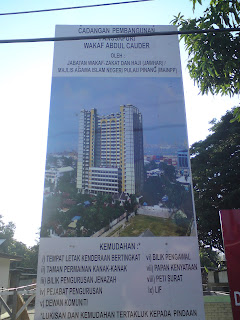 CADANGAN PEMBANGUNAN
PANGSAPURI
WAKAF ABDUL CAUDER
OLEH :
JABATAN WAKAF, ZAKAT DAN HAJI (JAWHAR) /
MAJLIS AGAMA ISLAM NEGERI PULAU PINANG (MAINPP)
KEMUDAHAN :*
i) TEMPAT LETAK KENDERAAN BERTINGKAT
ii) TAMAN PERMAINAN KANAK-KANAK
iii) BILIK PENGURUSAN JENAZAH
iv) PEJABAT PENGURUSAN
v) DEWAN KOMUNITI
vi) BILIK PENGAWAL
vii) PAPAN KENYATAAN
viii) PETI SURAT
ix) LIF
*LUKISAN DAN KEMUDAHAN TERTAKLUK KEPADA PINDAAN